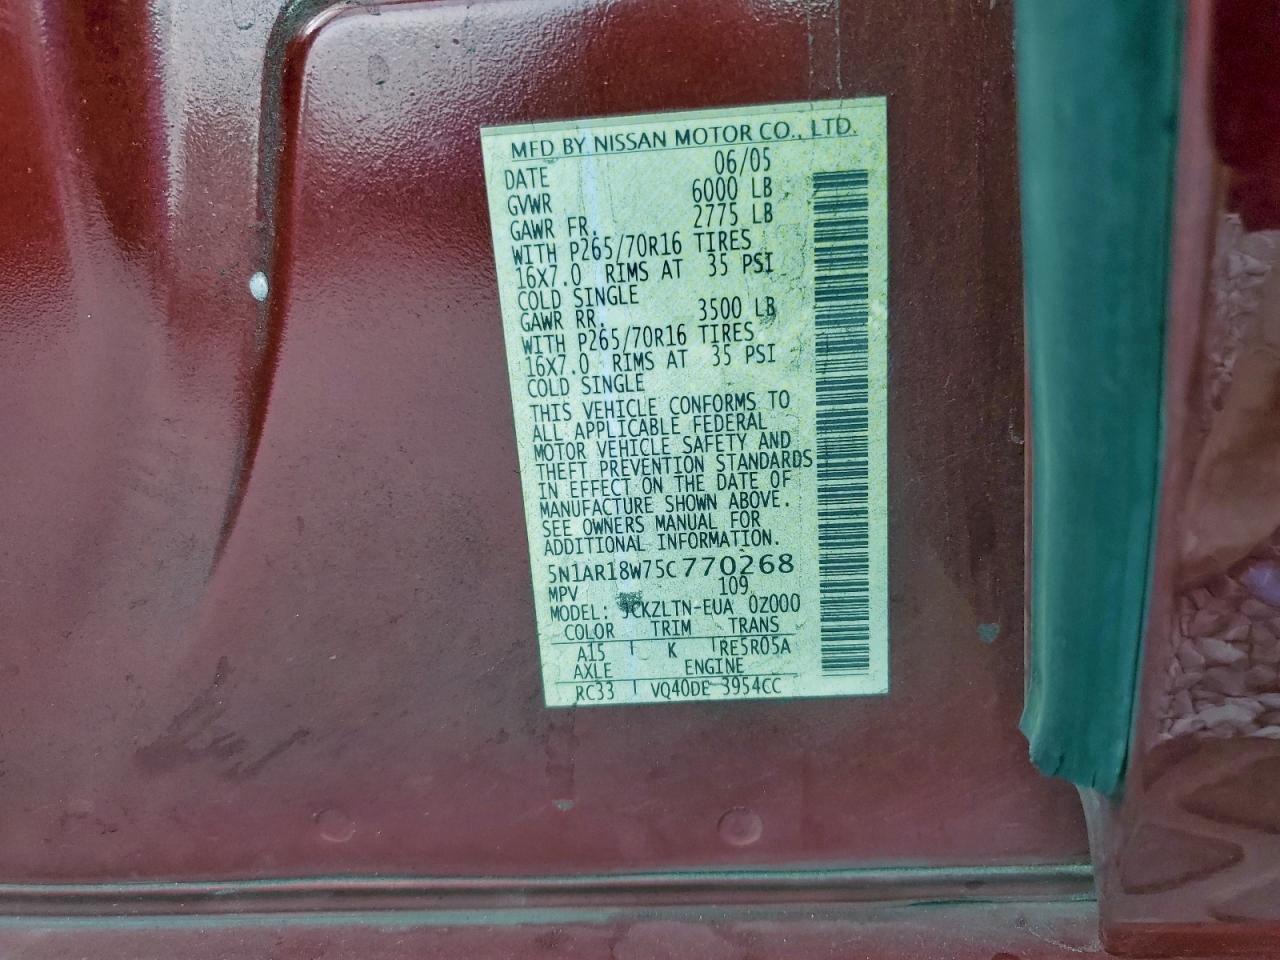 MFD BY NISSAN MOTOR CO., LTD.
DATE 06/05
GVWR 6000 LB
GAWR FR. 2775 LB
WITH P265/70R16 TIRES
16X7.0 RIMS AT 35 PSI
COLD SINGLE
GAWR RR. 3500 LB
WITH P265/70R16 TIRES
16X7.0 RIMS AT 35 PSI
COLD SINGLE
THIS VEHICLE CONFORMS TO
ALL APPLICABLE FEDERAL
MOTOR VEHICLE SAFETY AND
THEFT PREVENTION STANDARDS
IN EFFECT ON THE DATE OF
MANUFACTURE SHOWN ABOVE.
SEE OWNERS MANUAL FOR
ADDITIONAL INFORMATION.
5N1AR18W75C770268
MPV 109
MODEL: 0Z000
COLOR TRIM TRANS
A15 K RE5R05A
AXLE ENGINE
RC33 VQ40DE 3954CC